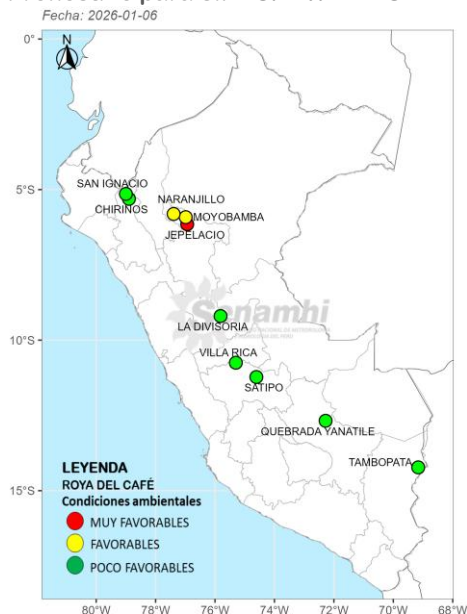 Fecha: 2026-01-06
N
0°
5°S
10°S
15°S
SAN IGNACIO
CHIRINOS
NARANJILLO
MOYOBAMBA
JEPELACIO
Senamhi
LA DIVISORIA
VILLA RICA
SATIPO
QUEBRADA YANATILE
TAMBOPATA
LEYENDA
ROYA DEL CAFÉ
Condiciones ambientales
MUY FAVORABLES
FAVORABLES
POCO FAVORABLES
80°W 78°W 76°W 74°W 72°W 70°W 68°W